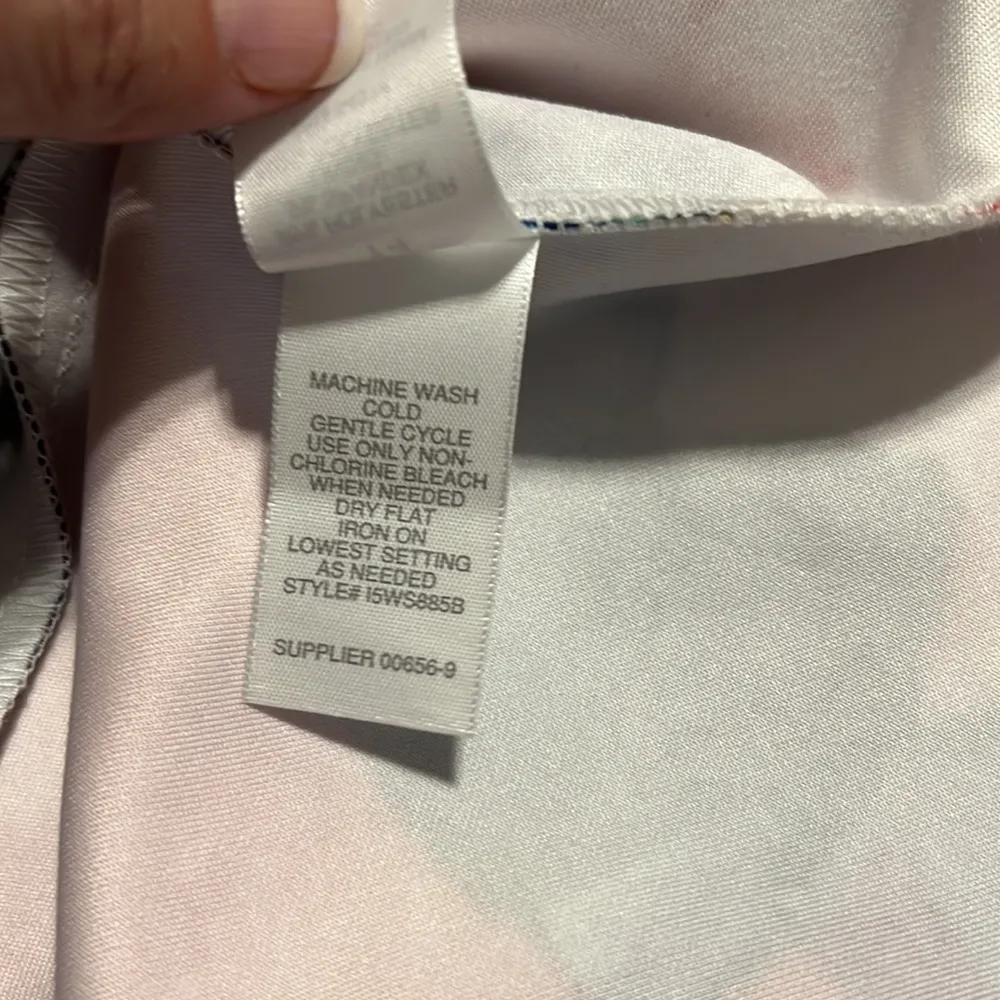 MACHINE WASH
COLD
GENTLE CYCLE
USE ONLY NON-
CHLORINE BLEACH
WHEN NEEDED
DRY FLAT
IRON ON
LOWEST SETTING
AS NEEDED
STYLE# I5WS885B
SUPPLIER 00656-9